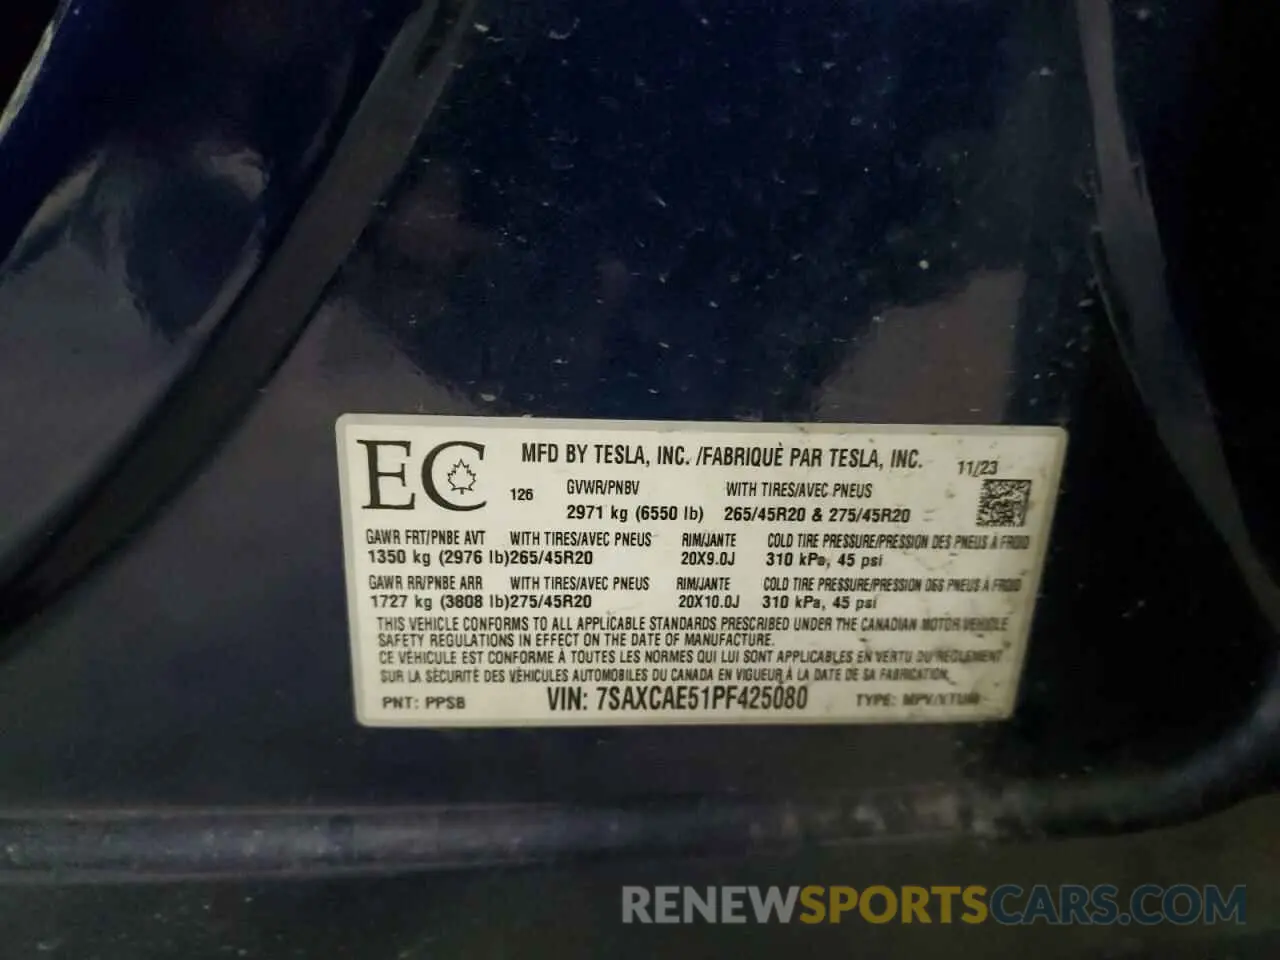 EC
MFD BY TESLA, INC. /FABRIQUÈ PAR TESLA, INC. 11/23
126 GVWR/PNBV WITH TIRES/AVEC PNEUS
2971 kg (6550 lb) 265/45R20 & 275/45R20
GAWR FRT/PNBE AVT WITH TIRES/AVEC PNEUS RIM/JANTE COLD TIRE PRESSURE/PRESSION DES PNEUS À FROID
1350 kg (2976 lb)265/45R20 20X9.0J 310 kPa, 45 psi
GAWR RR/PNBE ARR WITH TIRES/AVEC PNEUS RIM/JANTE COLD TIRE PRESSURE/PRESSION DES PNEUS À FROID
1727 kg (3808 lb)275/45R20 20X10.0J 310 kPa, 45 psi
THIS VEHICLE CONFORMS TO ALL APPLICABLE STANDARDS PRESCRIBED UNDER THE CANADIAN MOTOR VEHICLE
SAFETY REGULATIONS IN EFFECT ON THE DATE OF MANUFACTURE.
CE VÉHICULE EST CONFORME À TOUTES LES NORMES QUI LUI SONT APPLICABLES EN VERTU DU REGLEMENT
SUR LA SÉCURITÉ DES VÉHICULES AUTOMOBILES DU CANADA EN VIGUEUR À LA DATE DE SA FABRICATION.
PNT: PPSB VIN: 7SAXCAE51PF425080 TYPE:
RENEWSPORTSCARS.COM